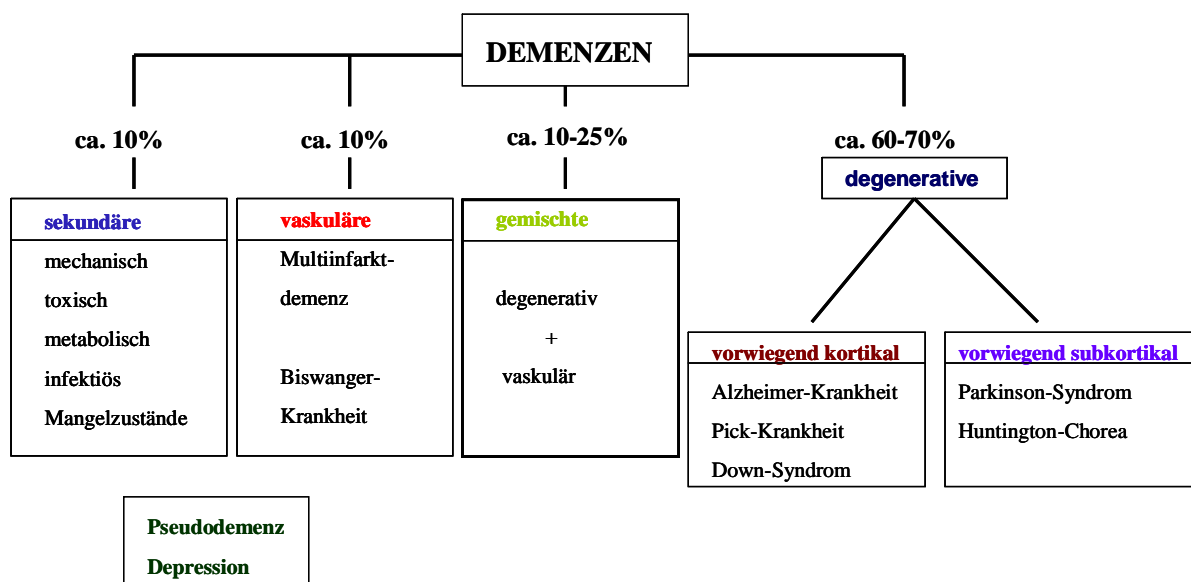 DEMENZEN
ca. 10%
ca. 10%
ca. 10-25%
ca. 60-70%
degenerative
sekundäre
mechanisch
toxisch
metabolisch
infektiös
Mangelzustände
vaskuläre
Multiinfarkt-
demenz
Biswanger-
Krankheit
gemischte
degenerativ
+
vaskulär
vorwiegend kortikal
Alzheimer-Krankheit
Pick-Krankheit
Down-Syndrom
vorwiegend subkortikal
Parkinson-Syndrom
Huntington-Chorea
Pseudodemenz
Depression